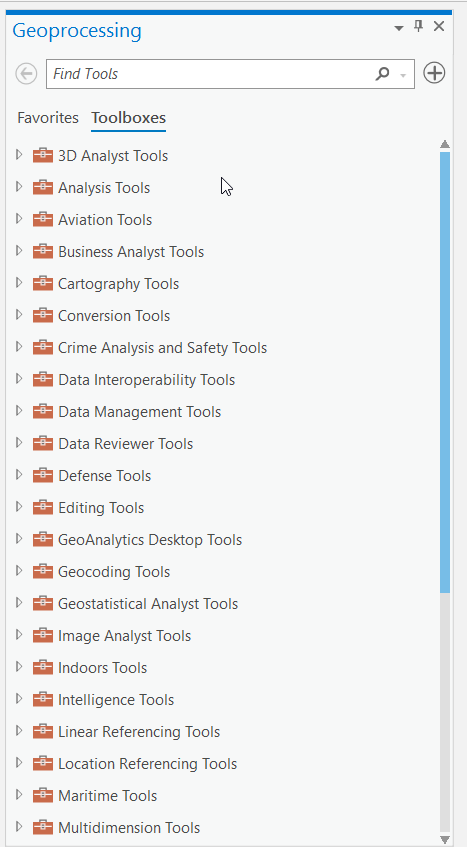 Geoprocessing
Find Tools
Favorites Toolboxes
3D Analyst Tools
Analysis Tools
Aviation Tools
Business Analyst Tools
Cartography Tools
Conversion Tools
Crime Analysis and Safety Tools
Data Interoperability Tools
Data Management Tools
Data Reviewer Tools
Defense Tools
Editing Tools
GeoAnalytics Desktop Tools
Geocoding Tools
Geostatistical Analyst Tools
Image Analyst Tools
Indoors Tools
Intelligence Tools
Linear Referencing Tools
Location Referencing Tools
Maritime Tools
Multidimension Tools